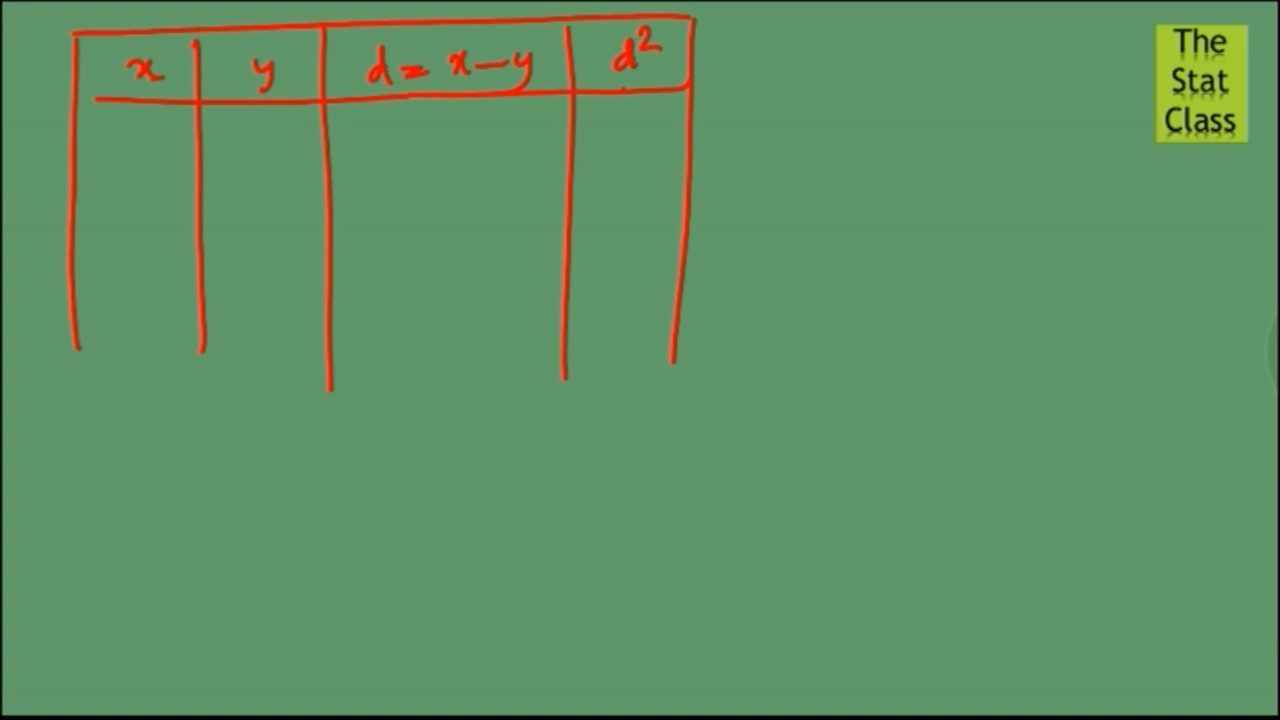 x y d = x - y d²
The
Stat
Class